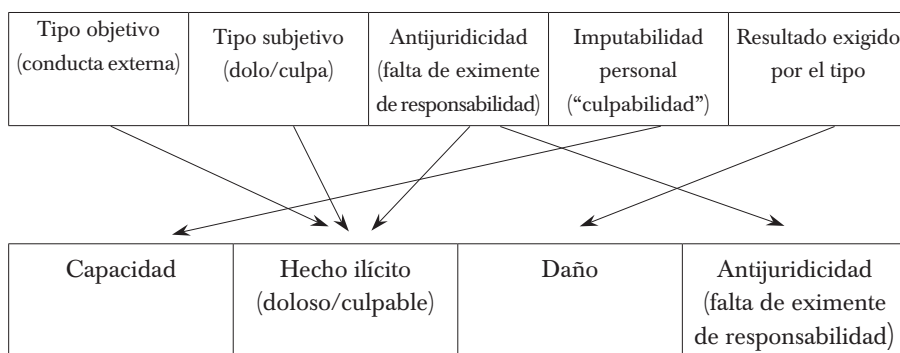 Tipo objetivo
(conducta externa)
Tipo subjetivo
(dolo/culpa)
Antijuridicidad
(falta de eximente
de responsabilidad)
Imputabilidad
personal
(“culpabilidad”)
Resultado exigido
por el tipo
Capacidad
Hecho ilícito
(doloso/culpable)
Daño
Antijuridicidad
(falta de eximente
de responsabilidad)